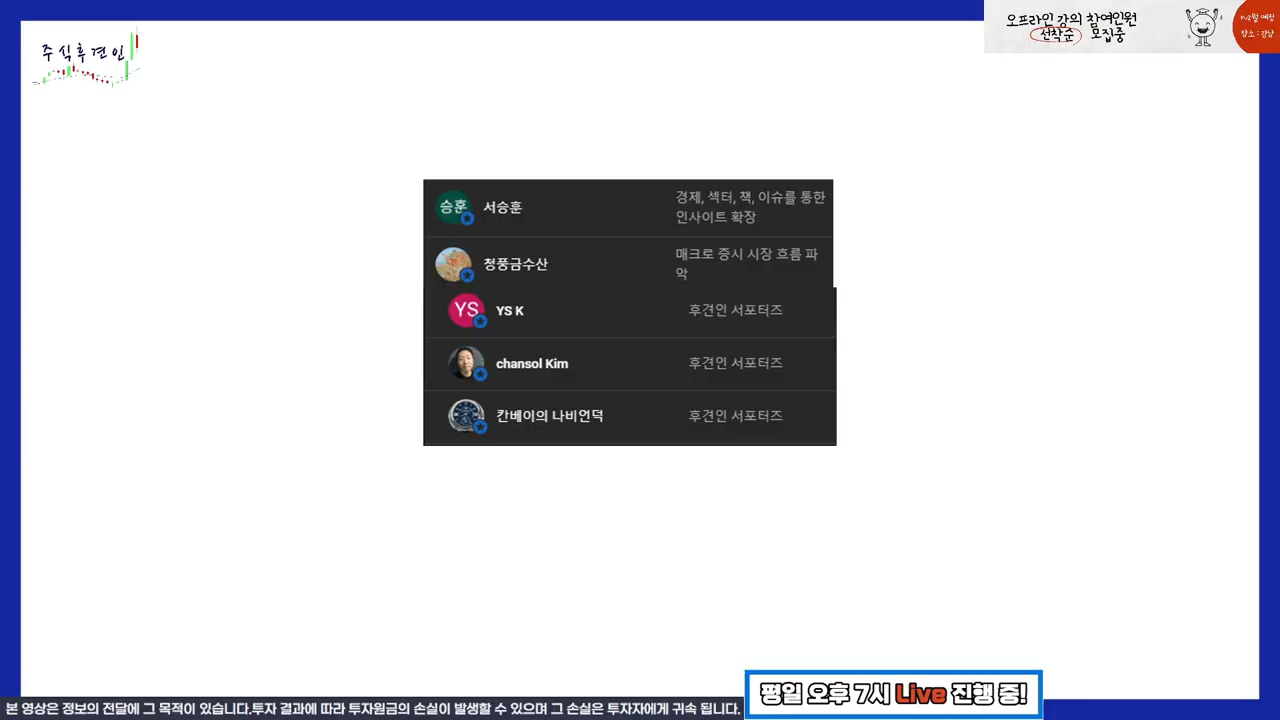 주식후견인
오프라인 강의 참여인원
선착순 모집중
장소 : 강남
승훈 서승훈 경제, 섹터, 책, 이슈를 통한
인사이트 확장
청풍금수산 매크로 증시 시장 흐름 파
악
YS YS K 후견인 서포터즈
chansol Kim 후견인 서포터즈
칸베이의 나비언덕 후견인 서포터즈
평일 오후 7시 Live 진행 중!
본 영상은 정보의 전달에 그 목적이 있습니다.투자 결과에 따라 투자원금의 손실이 발생할 수 있으며 그 손실은 투자자에게 귀속 됩니다.